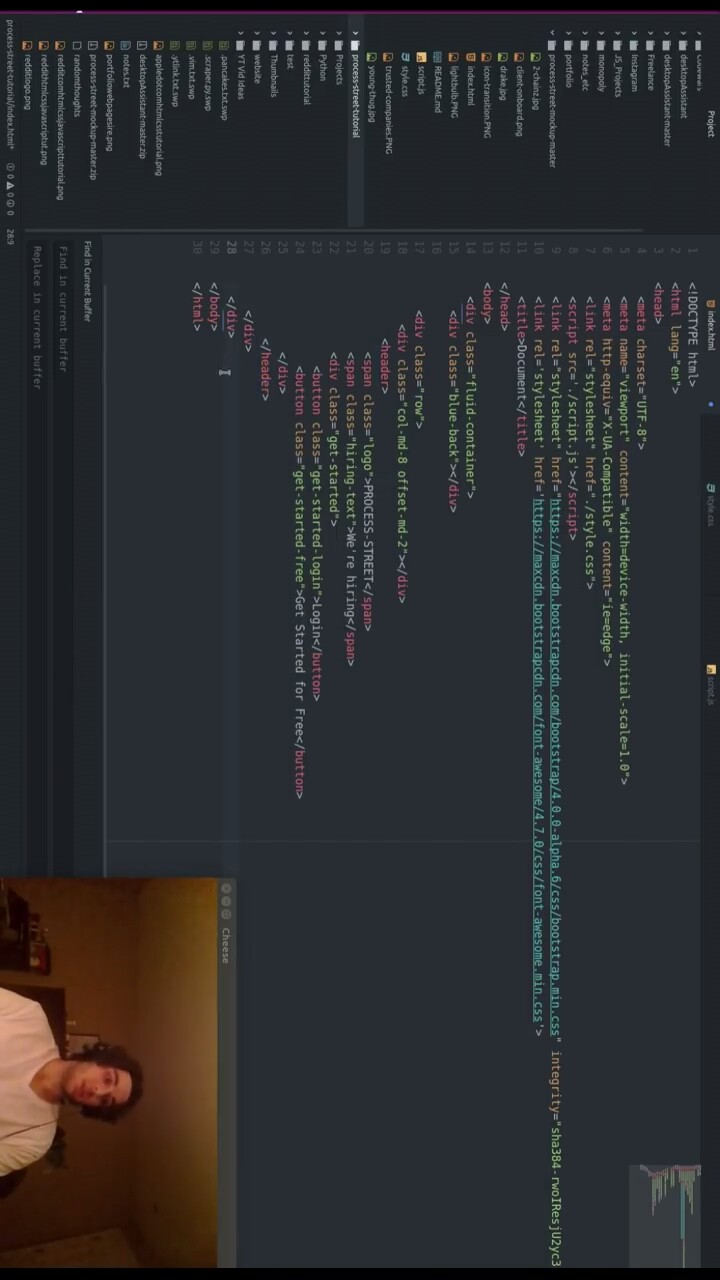 Project
index.html
style.css
script.js
Codewars
desktopAssistant
desktopAssistant-master
Freelance
Instagram
JS_Projects
monopoly
notes_etc
portfolio
process-street-mockup-master
2-chainz.jpg
client-onboard.png
drake.jpg
icon-transition.PNG
index.html
lightbulb.PNG
README.md
script.js
style.css
trusted-companies.PNG
young-thug.jpg
process-street-tutorial
Projects
Python
reddittutorial
test
Thumbnails
website
YT Vid Ideas
.pancakes.txt.swp
.scraper.py.swp
.vim.txt.swp
.ytlink.txt.swp
appledotcomhtmlcsstutorial.png
desktopAssistant-master.zip
notes.txt
portfoliowebpagesire.png
process-street-mockup-master.zip
randomthoughts
redditcomhtmlcssjavascripttutorial.png
reddithtmlcssjavascriptut.png
redditlogo.png
1 <!DOCTYPE html>
2 <html lang="en">
3 <head>
4 <meta charset="UTF-8">
5 <meta name="viewport" content="width=device-width, initial-scale=1.0">
6 <meta http-equiv="X-UA-Compatible" content="ie=edge">
7 <link rel="stylesheet" href="./style.css">
8 <script src='./script.js'></script>
9 <link rel="stylesheet" href="https://maxcdn.bootstrapcdn.com/bootstrap/4.0.0-alpha.6/css/bootstrap.min.css" integrity="sha384-rwoIResjU2yc3
10 <link rel='stylesheet' href='https://maxcdn.bootstrapcdn.com/font-awesome/4.7.0/css/font-awesome.min.css'>
11 <title>Document</title>
12 </head>
13 <body>
14 <div class="fluid-container">
15 <div class="blue-back"></div>
16
17 <div class="row">
18 <div class="col-md-8 offset-md-2"></div>
19 <header>
20 <span class="logo">PROCESS-STREET</span>
21 <span class="hiring-text">We're hiring</span>
22 <div class="get-started">
23 <button class="get-started-login">Login</button>
24 <button class="get-started-free">Get Started for Free</button>
25 </div>
26 </header>
27 </div>
28 </div>
29 </body>
30 </html>
Cheese
Find in Current Buffer
Find in current buffer
Replace in current buffer
process-street-tutorial/index.html* 0 0 0 28:9